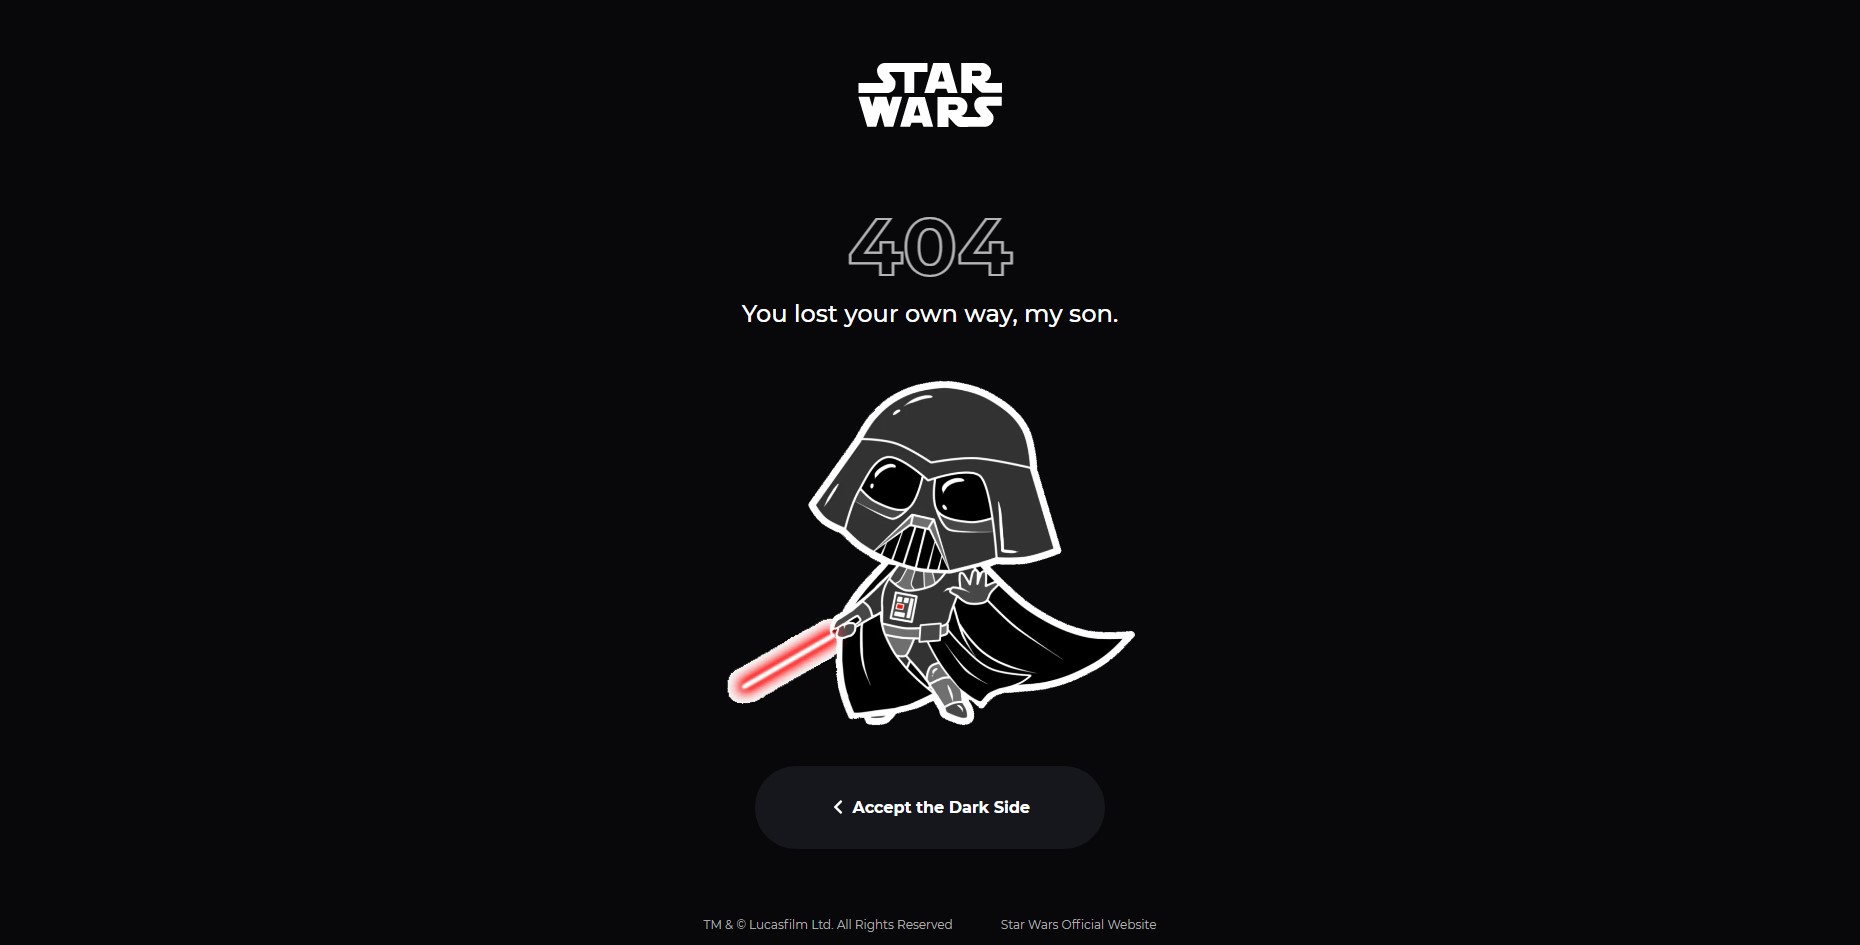 STAR
WARS
404
You lost your own way, my son.
Accept the Dark Side
TM & © Lucasfilm Ltd. All Rights Reserved
Star Wars Official Website